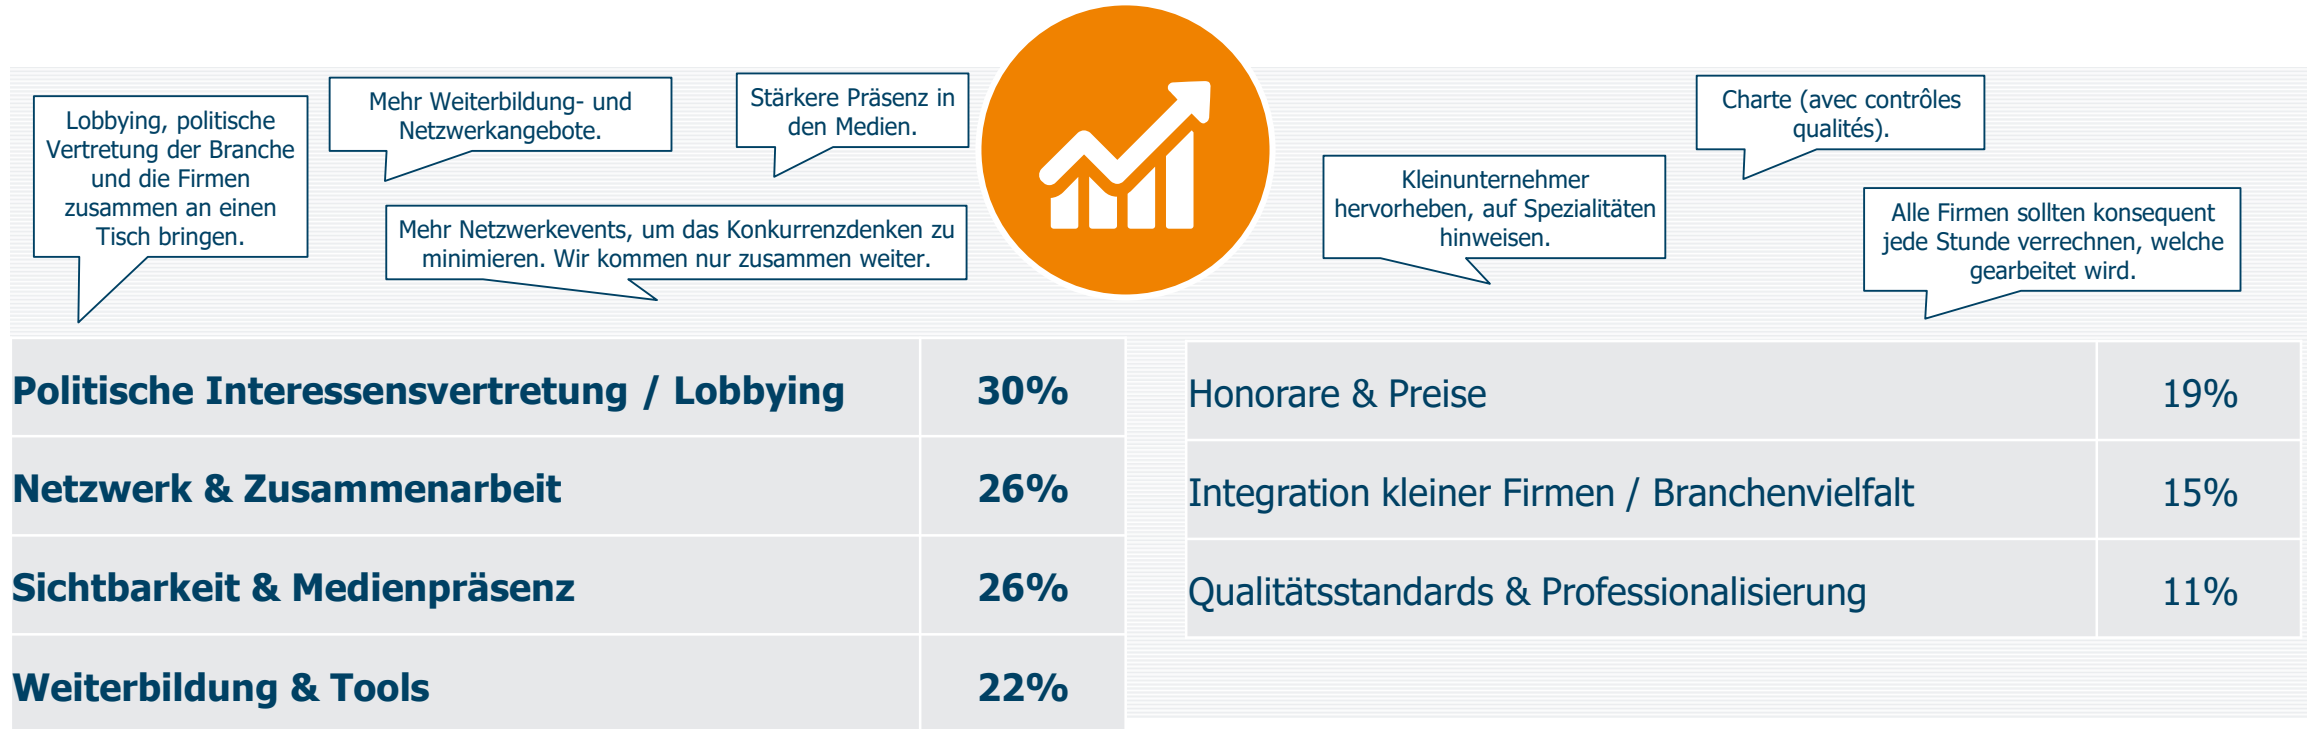 Lobbying, politische
Vertretung der Branche
und die Firmen
zusammen an einen
Tisch bringen.
Mehr Weiterbildung- und
Netzwerkangebote.
Stärkere Präsenz in
den Medien.
Mehr Netzwerkevents, um das Konkurrenzdenken zu
minimieren. Wir kommen nur zusammen weiter.
Kleinunternehmer
hervorheben, auf Spezialitäten
hinweisen.
Charte (avec contrôles
qualités).
Alle Firmen sollten konsequent
jede Stunde verrechnen, welche
gearbeitet wird.
Politische Interessensvertretung / Lobbying 30%
Netzwerk & Zusammenarbeit 26%
Sichtbarkeit & Medienpräsenz 26%
Weiterbildung & Tools 22%
Honorare & Preise 19%
Integration kleiner Firmen / Branchenvielfalt 15%
Qualitätsstandards & Professionalisierung 11%